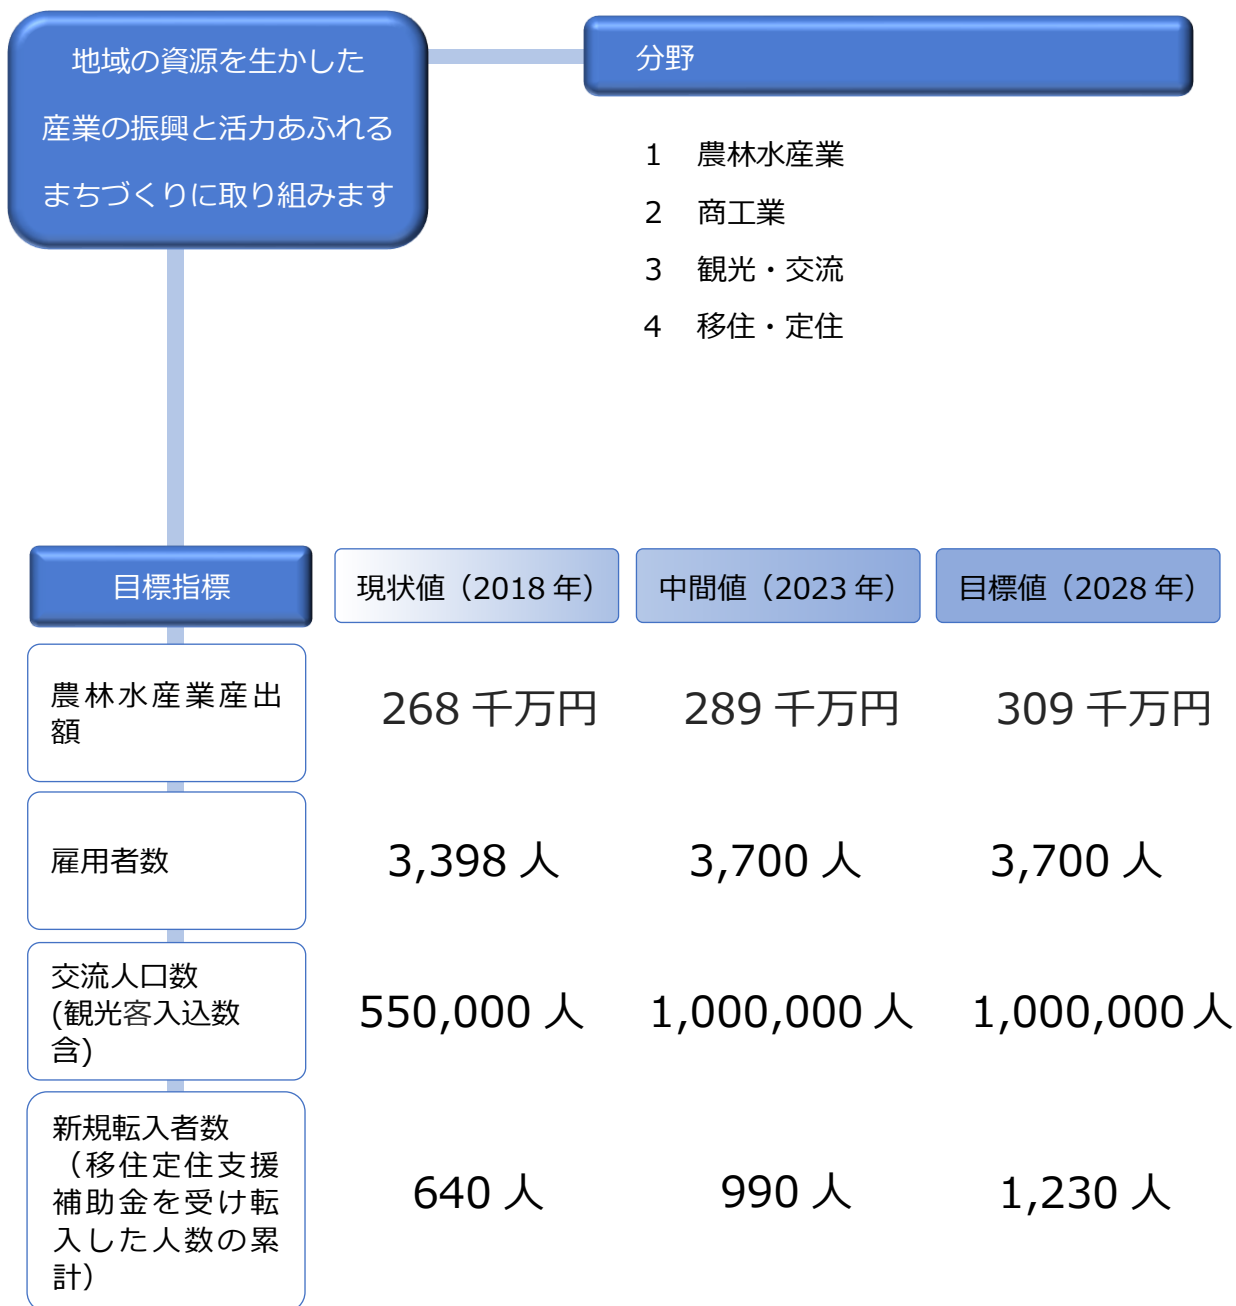 地域の資源を生かした
産業の振興と活力あふれる
まちづくりに取り組みます
分野
1 農林水産業
2 商工業
3 観光・交流
4 移住・定住
目標指標
現状値（2018 年）
中間値（2023 年）
目標値（2028 年）
農林水産業産出
額
268 千万円
289 千万円
309 千万円
雇用者数
3,398 人
3,700 人
3,700 人
交流人口数
(観光客入込数
含)
550,000 人
1,000,000 人
1,000,000 人
新規転入者数
（移住定住支援
補助金を受け転
入した人数の累
計）
640 人
990 人
1,230 人